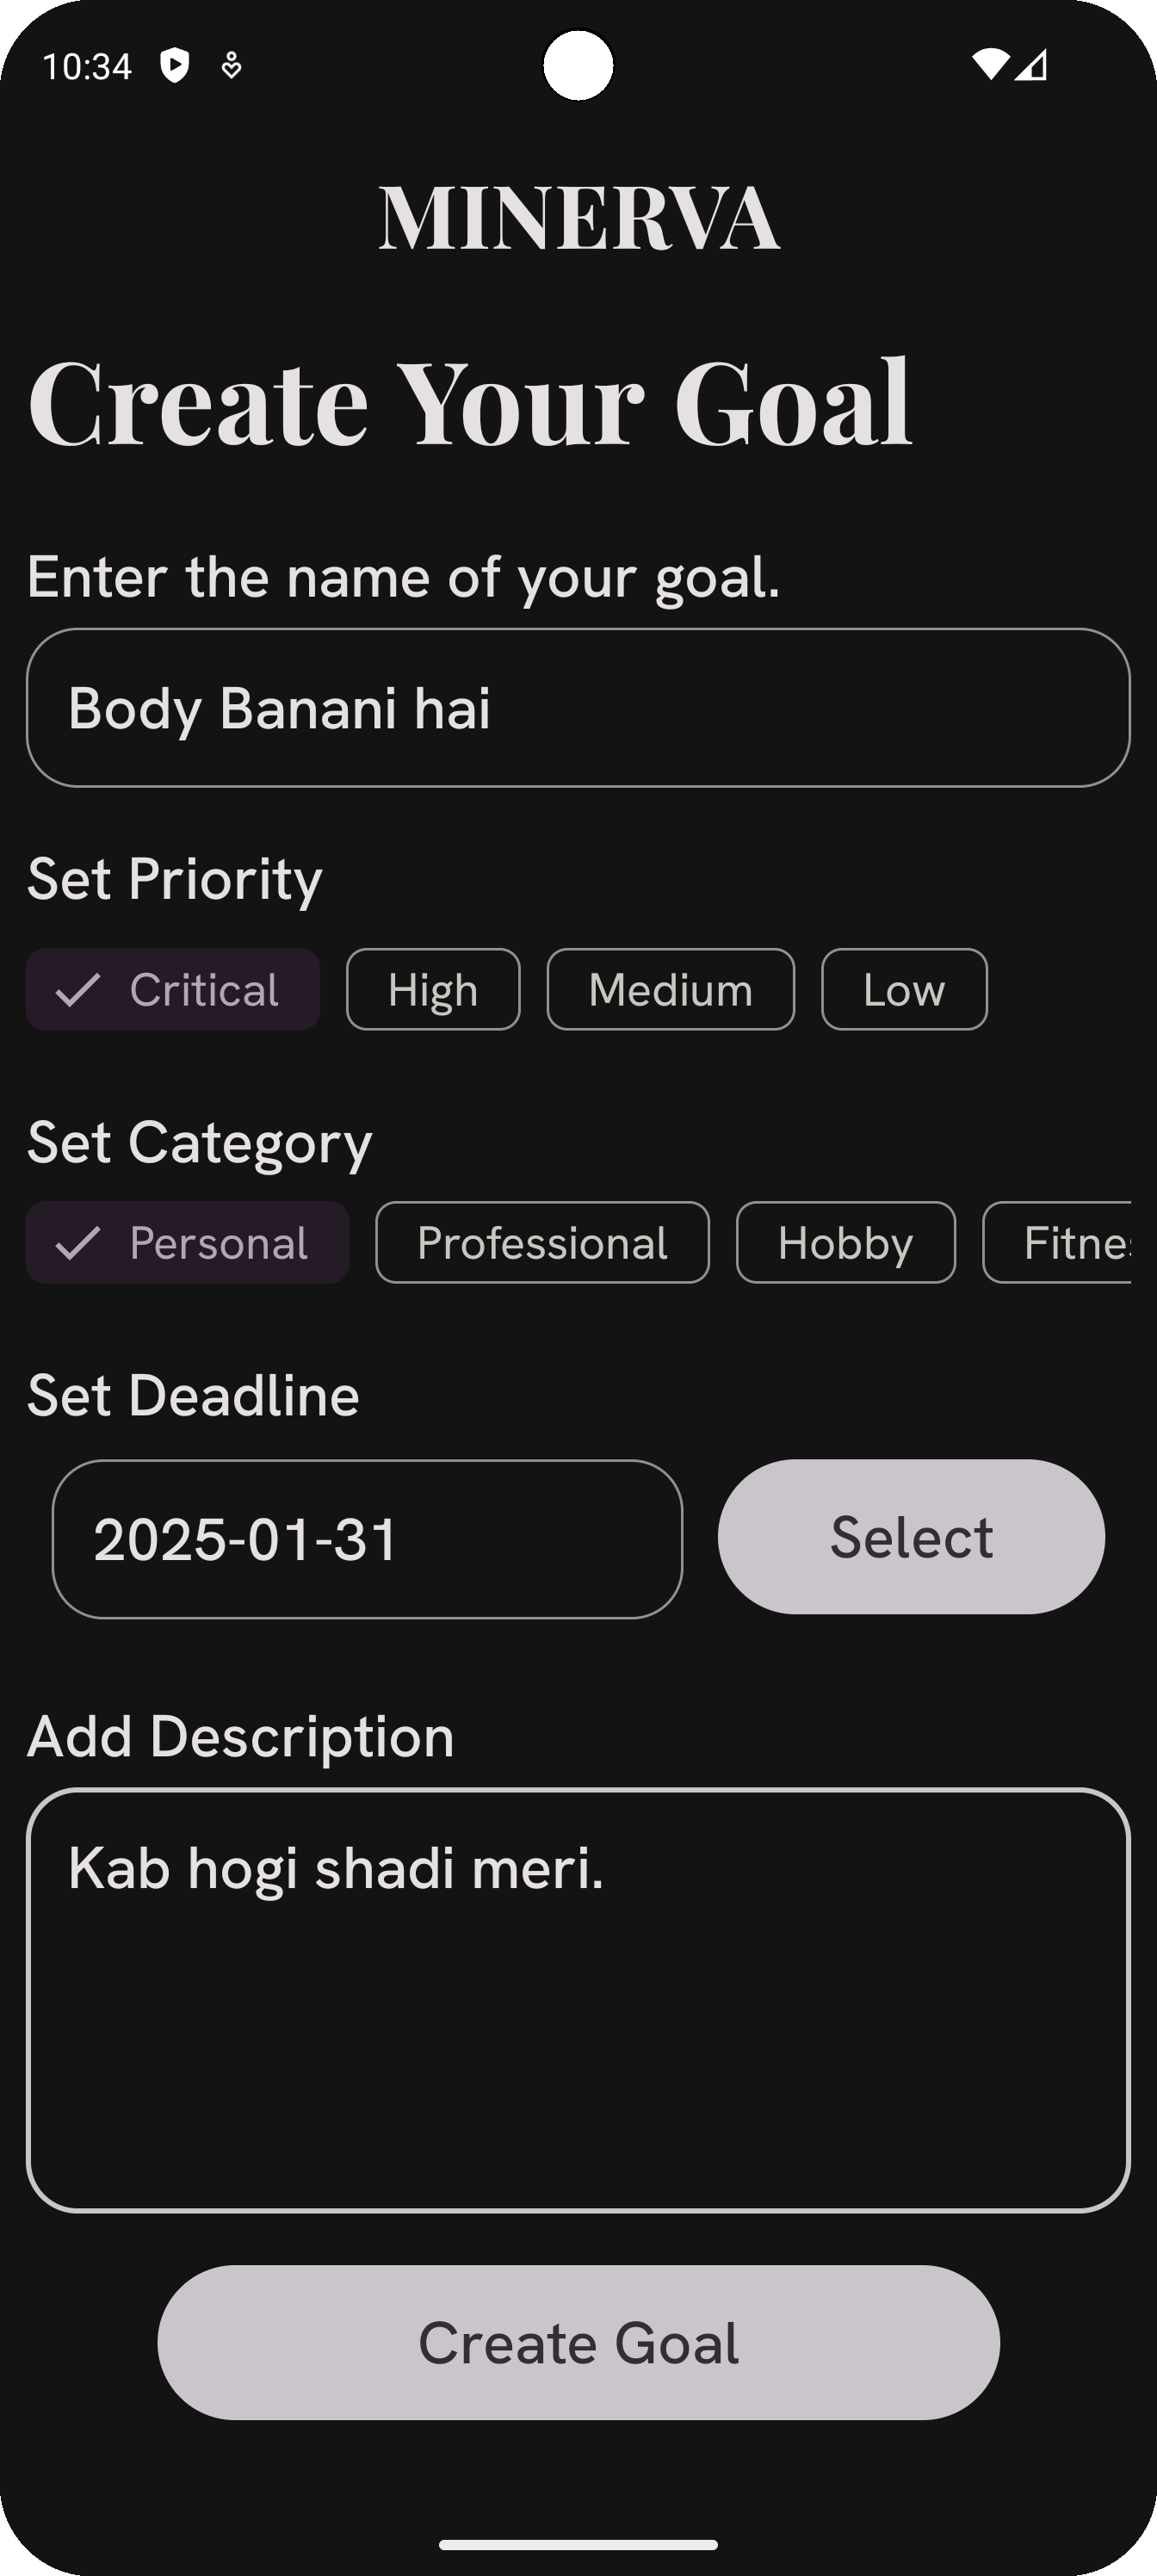 10:34
MINERVA
Create Your Goal
Enter the name of your goal.
Body Banani hai
Set Priority
Critical High Medium Low
Set Category
Personal Professional Hobby Fitnes
Set Deadline
2025-01-31 Select
Add Description
Kab hogi shadi meri.
Create Goal